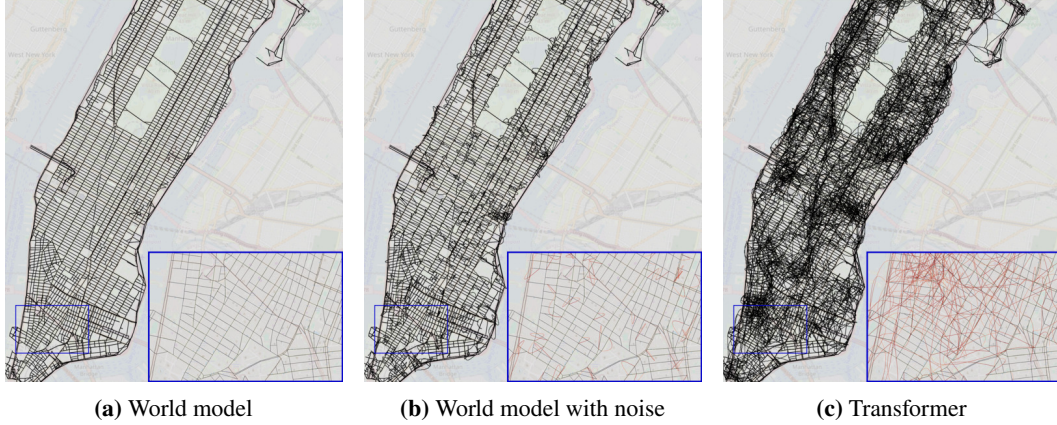 Guttenberg
West New York
Guttenberg
West New York
Guttenberg
West New York
(a) World model
(b) World model with noise
(c) Transformer